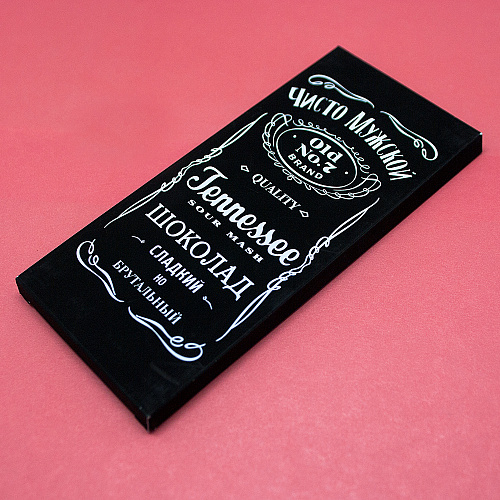 Чисто Мужской
Old
No.7
BRAND
QUALITY
Tennessee
SOUR MASH
ШОКОЛАД
СЛАДКИЙ
НО
БРУТАЛЬНЫЙ